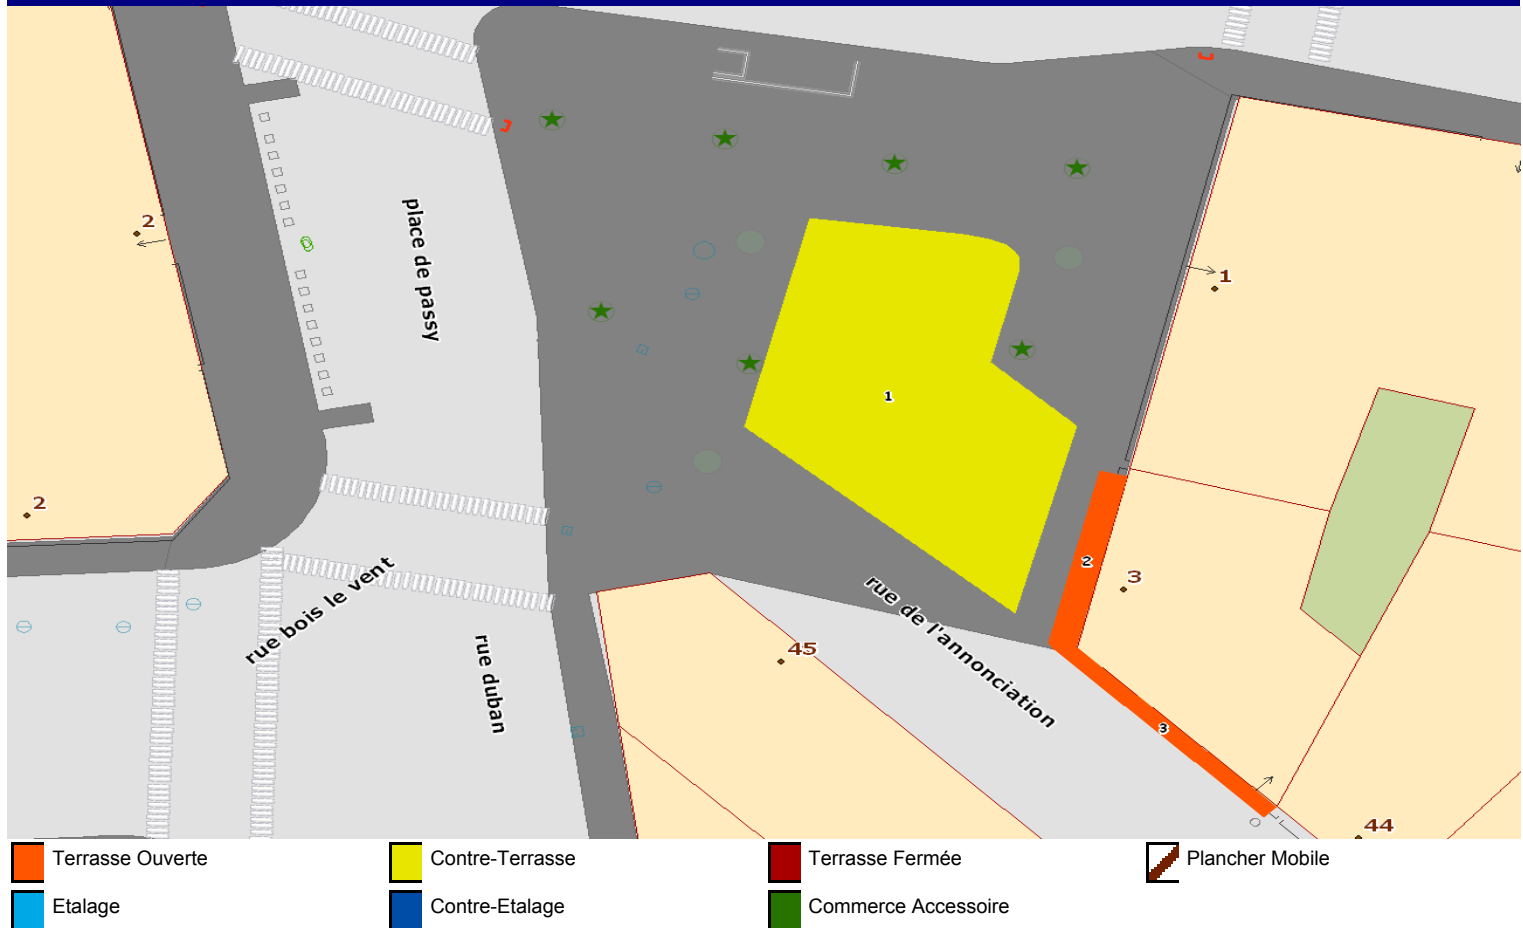 2
place de passy
1
1
2
2
3
rue bois le vent
rue de l'annonciation
rue duban
45
3
44
Terrasse Ouverte
Contre-Terrasse
Terrasse Fermée
Plancher Mobile
Etalage
Contre-Etalage
Commerce Accessoire